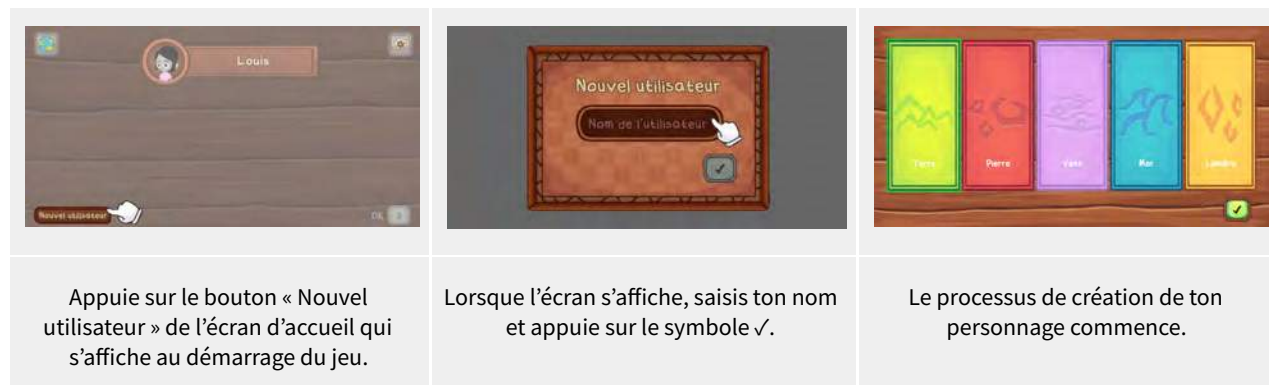 Louis
Nouvel utilisateur
OK
Nouvel utilisateur
Nom de l'utilisateur
✓
Terre
Pierre
Vent
Mer
Lumière
✓
Appuie sur le bouton « Nouvel
utilisateur » de l’écran d’accueil qui
s’affiche au démarrage du jeu.
Lorsque l’écran s’affiche, saisis ton nom
et appuie sur le symbole ✓.
Le processus de création de ton
personnage commence.